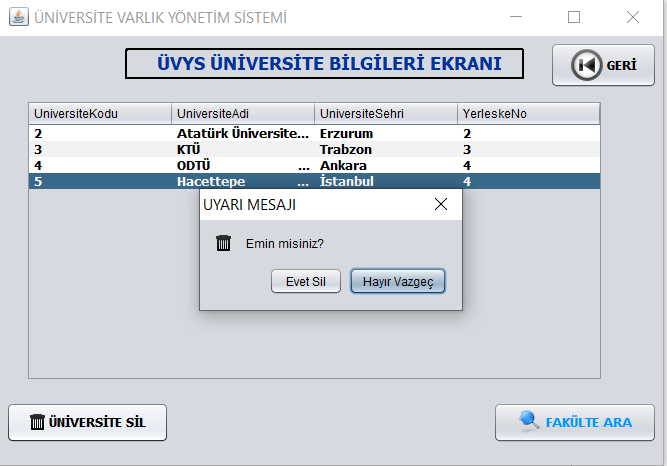 ÜNİVERSİTE VARLIK YÖNETİM SİSTEMİ
ÜVYS ÜNİVERSİTE BİLGİLERİ EKRANI
GERİ
UniversiteKodu UniversiteAdi UniversiteSehri YerleskeNo
2 Atatürk Üniversite... Erzurum 2
3 KTÜ Trabzon 3
4 ODTÜ ... Ankara 4
5 Hacettepe ... İstanbul 4
UYARI MESAJI
Emin misiniz?
Evet Sil Hayır Vazgeç
ÜNİVERSİTE SİL FAKÜLTE ARA